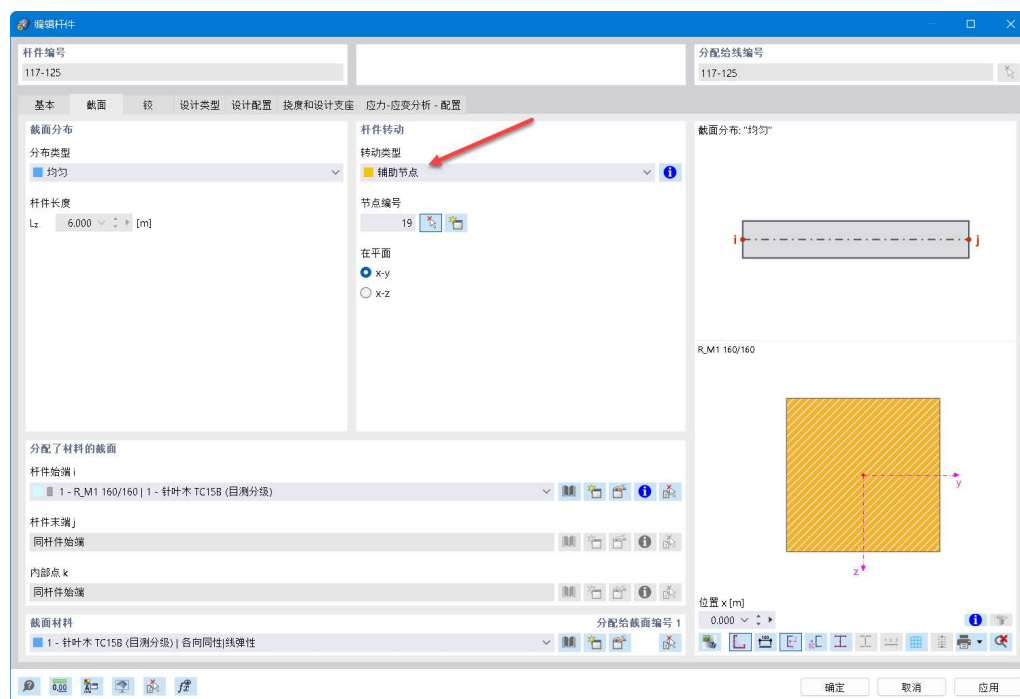 编辑杆件
杆件编号
分配给线编号
117-125
117-125
基本 截面 铰 设计类型 设计配置 挠度和设计支座 应力-应变分析 - 配置
截面分布
杆件转动
截面分布: "均匀"
分布类型
转动类型
均匀
辅助节点
杆件长度
节点编号
Lz 6.000 [m]
19
在平面
x-y
x-z
i
j
R_M1 160/160
y
z
分配了材料的截面
杆件始端 i
1 - R_M1 160/160 | 1 - 针叶木 TC15B (目测分级)
杆件末端 j
同杆件始端
内部点 k
同杆件始端
位置 x [m]
0.000
截面材料
分配给截面编号 1
1 - 针叶木 TC15B (目测分级) | 各向同性|线弹性
0,00
确定
取消
应用